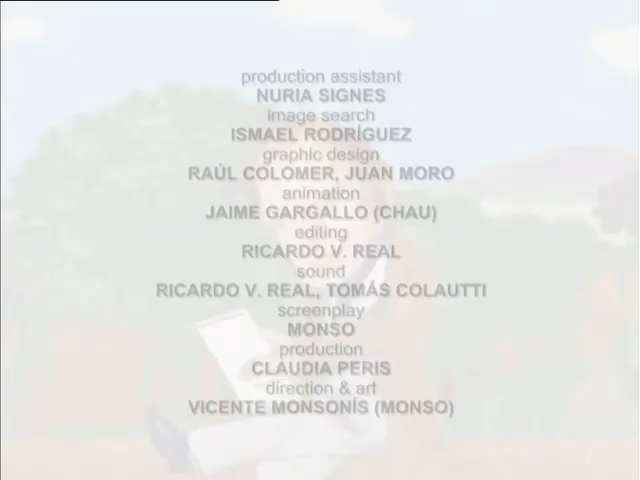 production assistant
NURIA SIGNES
image search
ISMAEL RODRÍGUEZ
graphic design
RAÚL COLOMER, JUAN MORO
animation
JAIME GARGALLO (CHAU)
editing
RICARDO V. REAL
sound
RICARDO V. REAL, TOMÁS COLAUTTI
screenplay
MONSO
production
CLAUDIA PERIS
direction & art
VICENTE MONSONÍS (MONSO)